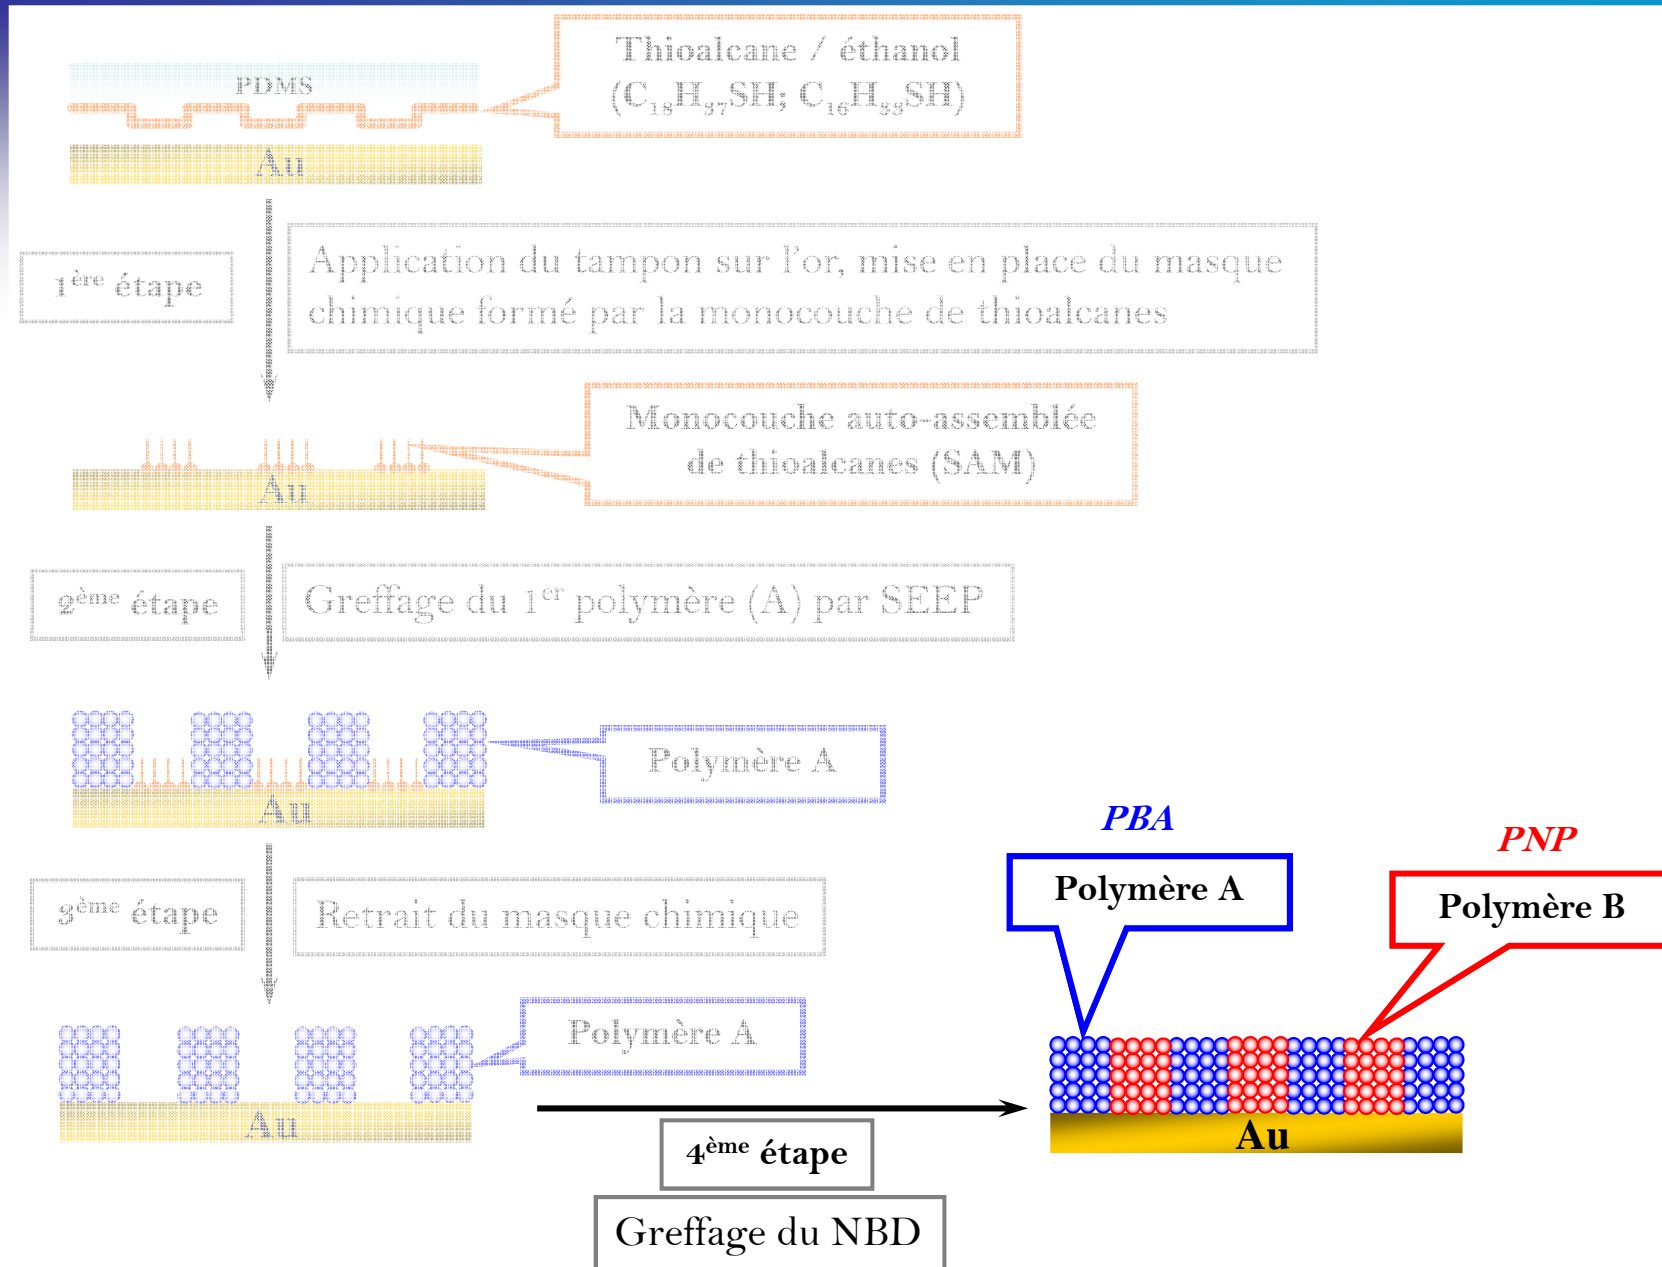 Thioalcane / éthanol
(C₁₈H₃₇SH; C₁₆H₃₃SH)
PDMS
Au
1ère étape
Application du tampon sur l'or, mise en place du masque
chimique formé par la monocouche de thioalcanes
Monocouche auto-assemblée
de thioalcanes (SAM)
Au
2ème étape
Greffage du 1er polymère (A) par SEEP
Polymère A
Au
3ème étape
Retrait du masque chimique
Polymère A
Au
4ème étape
Greffage du NBD
PBA
Polymère A
PNP
Polymère B
Au